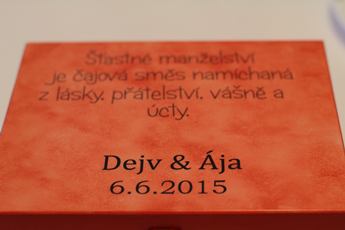 Šťastné manželství
je čajová směs namíchaná
z lásky, přátelství, vášně a
úcty.
Dejv & Ája
6.6.2015